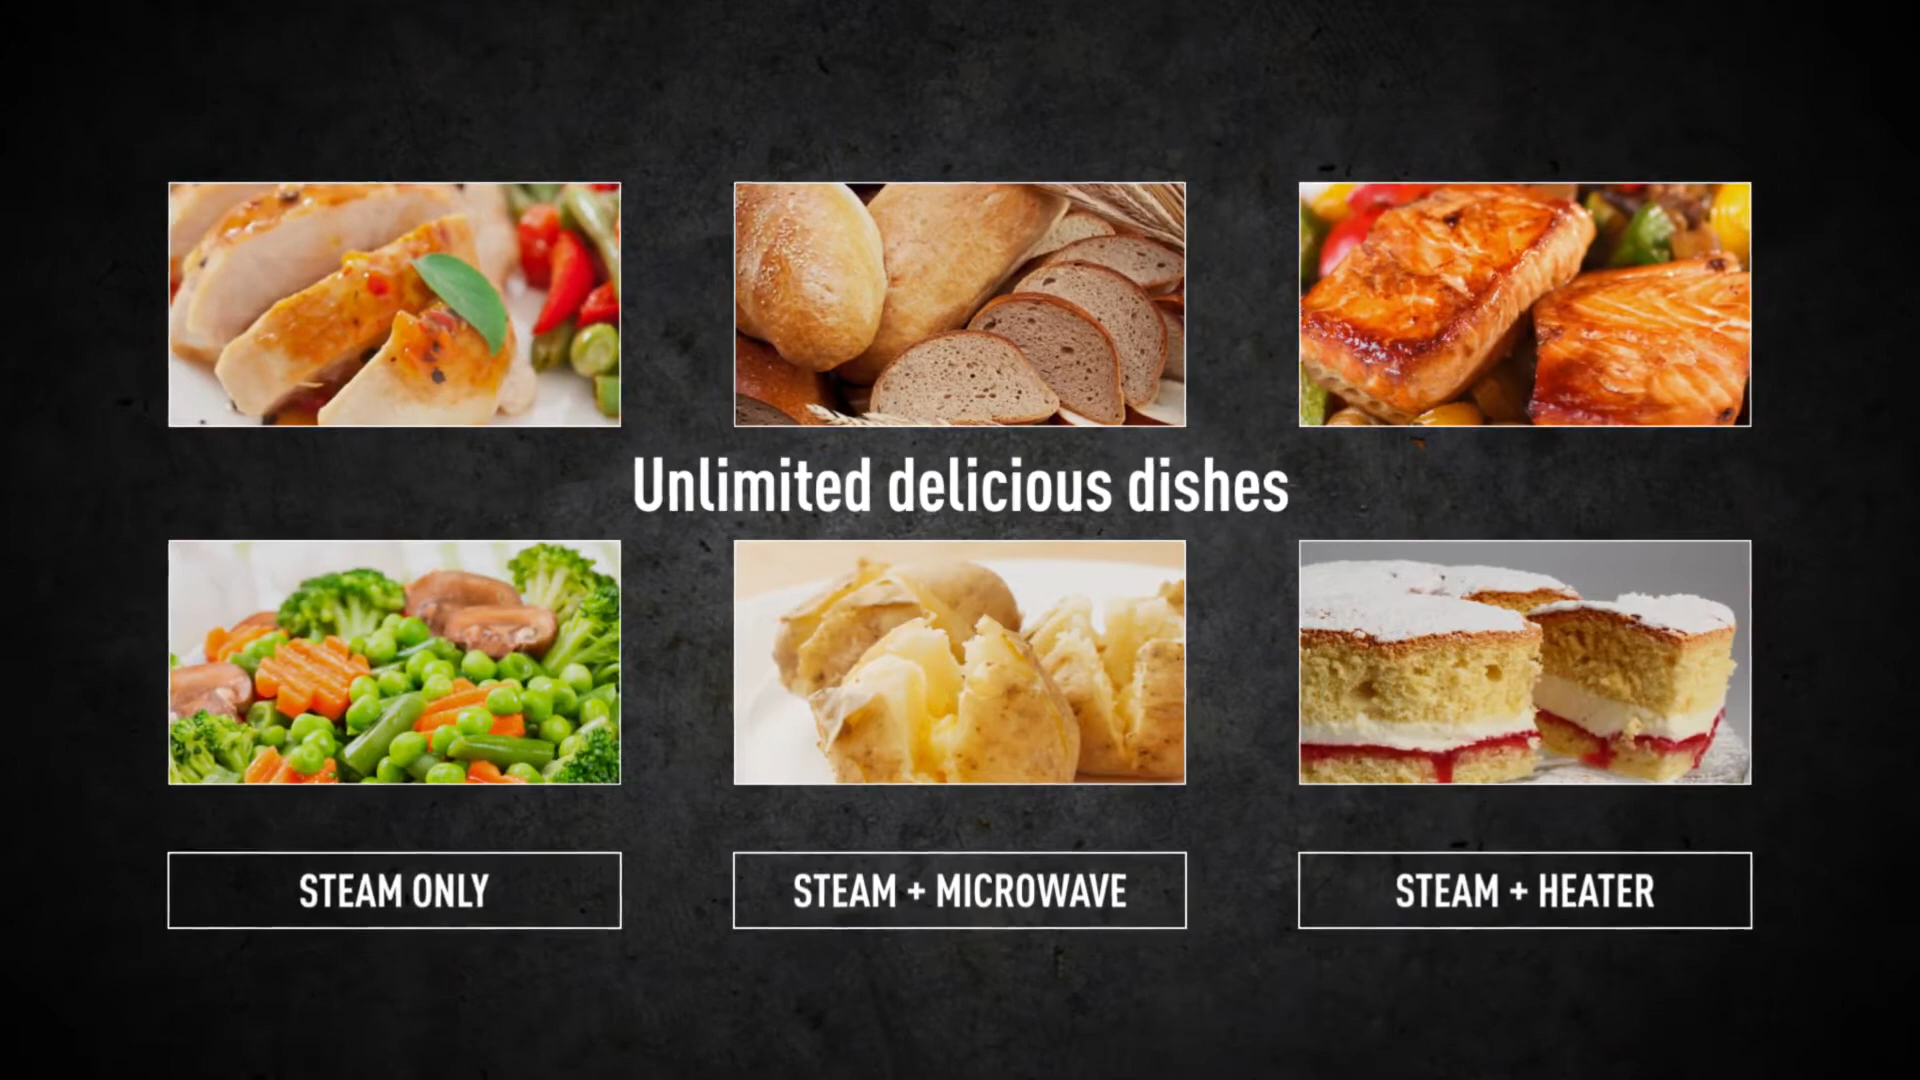 Unlimited delicious dishes
STEAM ONLY
STEAM + MICROWAVE
STEAM + HEATER